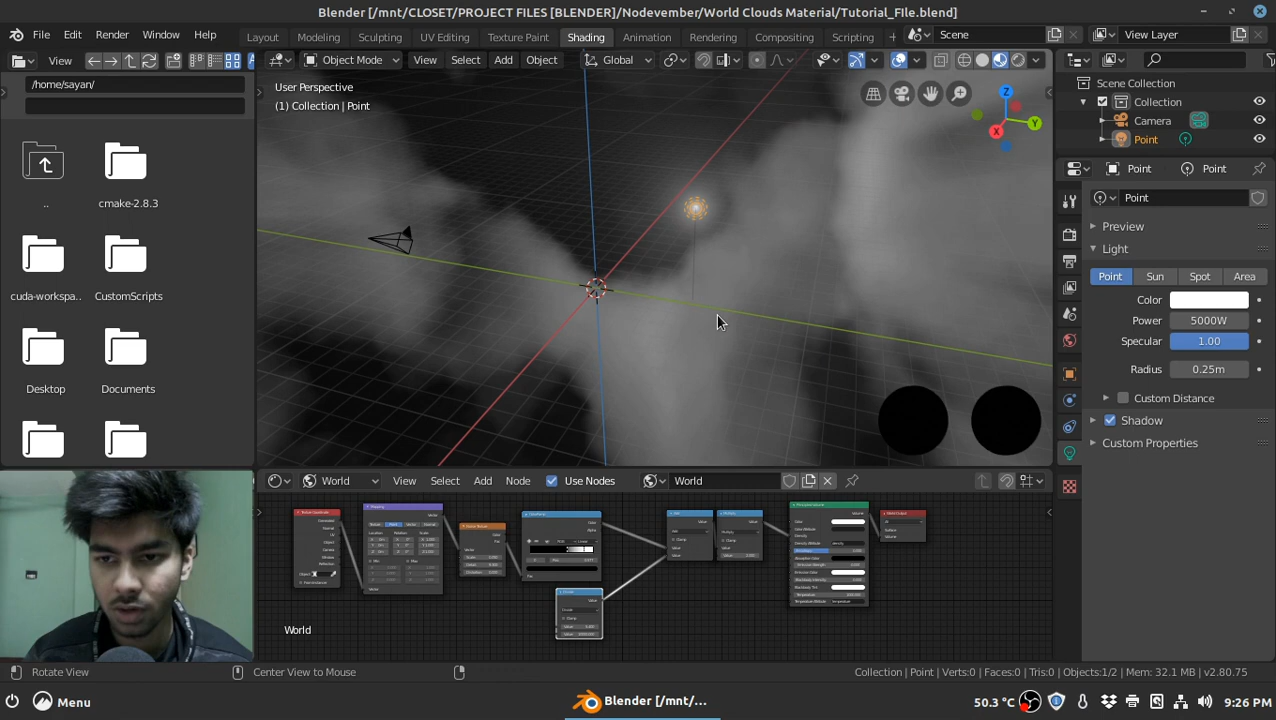 Blender [/mnt/CLOSET/PROJECT FILES [BLENDER]/Nodevember/World Clouds Material/Tutorial_FIle.blend]
File Edit Render Window Help Layout Modeling Sculpting UV Editing Texture Paint Shading Animation Rendering Compositing Scripting + Scene View Layer
View Object Mode View Select Add Object Global
/home/sayan/
User Perspective
(1) Collection | Point
Z
Y
X
..
cmake-2.8.3
cuda-workspa..
CustomScripts
Desktop
Documents
Scene Collection
Collection
Camera
Point
Point Point
Point
Preview
Light
Point Sun Spot Area
Color
Power 5000W
Specular 1.00
Radius 0.25m
Custom Distance
Shadow
Custom Properties
World View Select Add Node Use Nodes World
World
Rotate View Center View to Mouse Collection | Point | Verts:0 | Faces:0 | Tris:0 | Objects:1/2 | Mem: 32.1 MB | v2.80.75
Menu Blender [/mnt/... 50.3 °C 9:26 PM